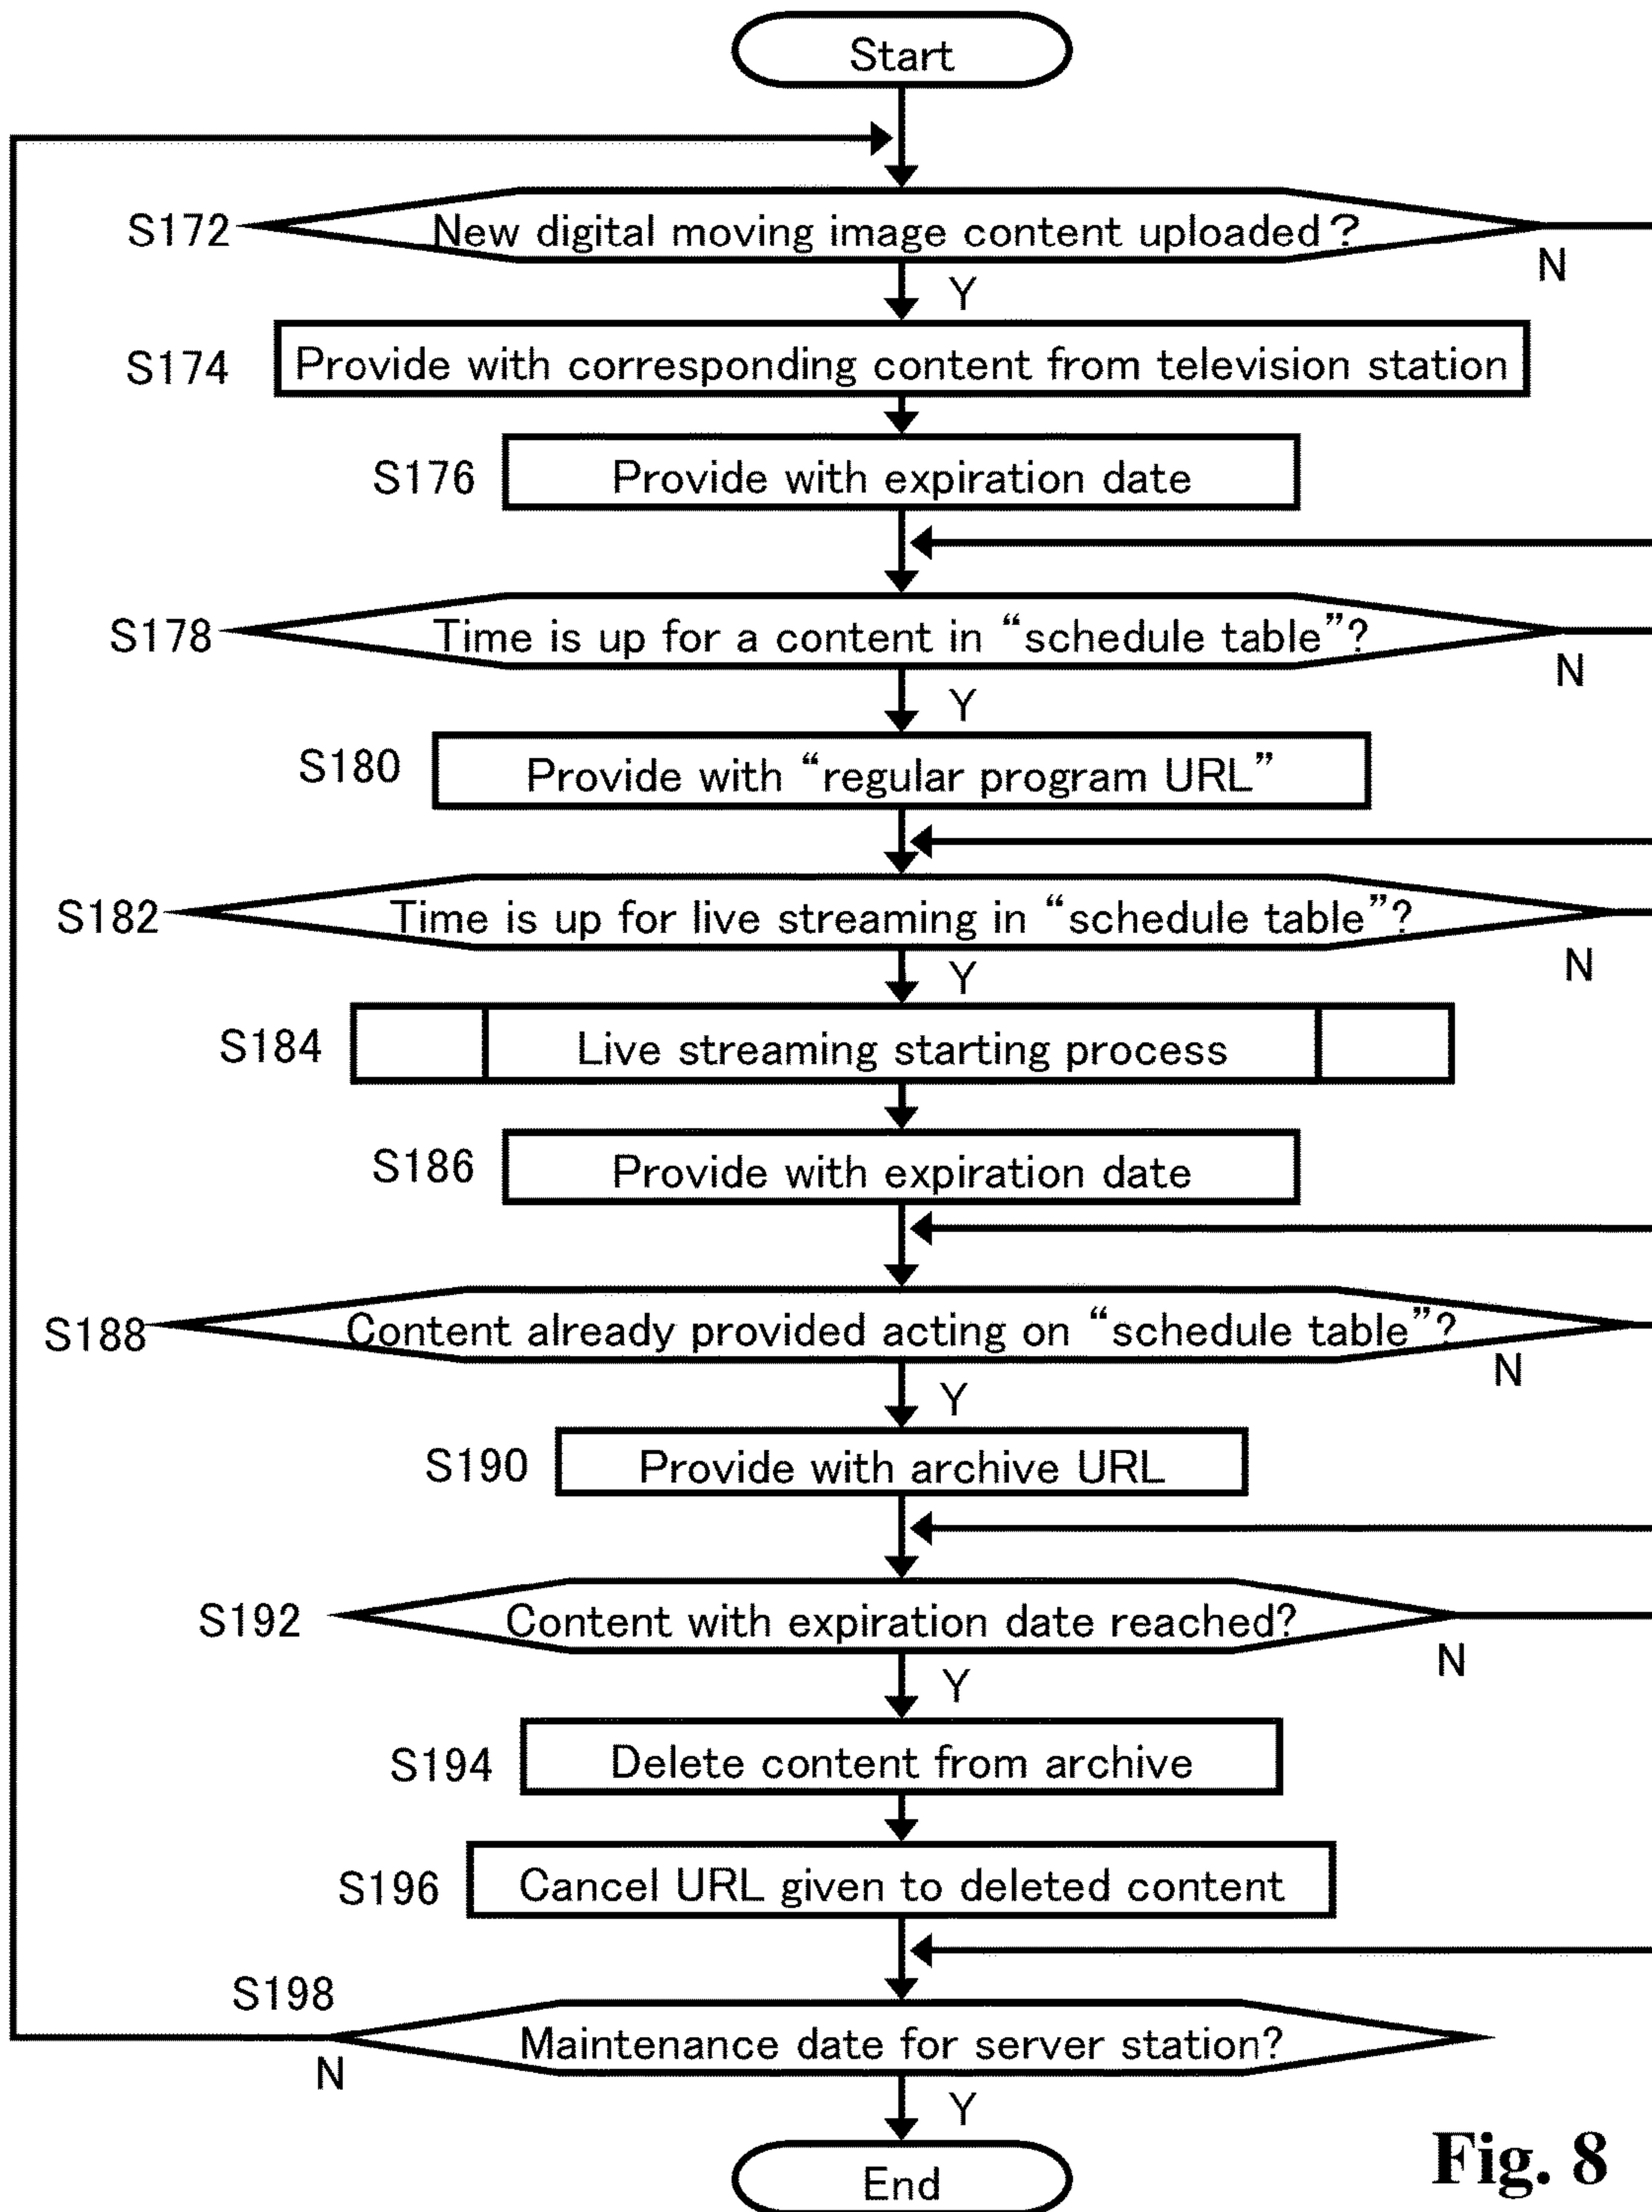 Start
S172
New digital moving image content uploaded?
N
Y
S174
Provide with corresponding content from television station
S176
Provide with expiration date
S178
Time is up for a content in “schedule table”?
N
Y
S180
Provide with “regular program URL”
S182
Time is up for live streaming in “schedule table”?
N
Y
S184
Live streaming starting process
S186
Provide with expiration date
S188
Content already provided acting on “schedule table”?
N
Y
S190
Provide with archive URL
S192
Content with expiration date reached?
N
Y
S194
Delete content from archive
S196
Cancel URL given to deleted content
S198
Maintenance date for server station?
N
Y
End
Fig. 8